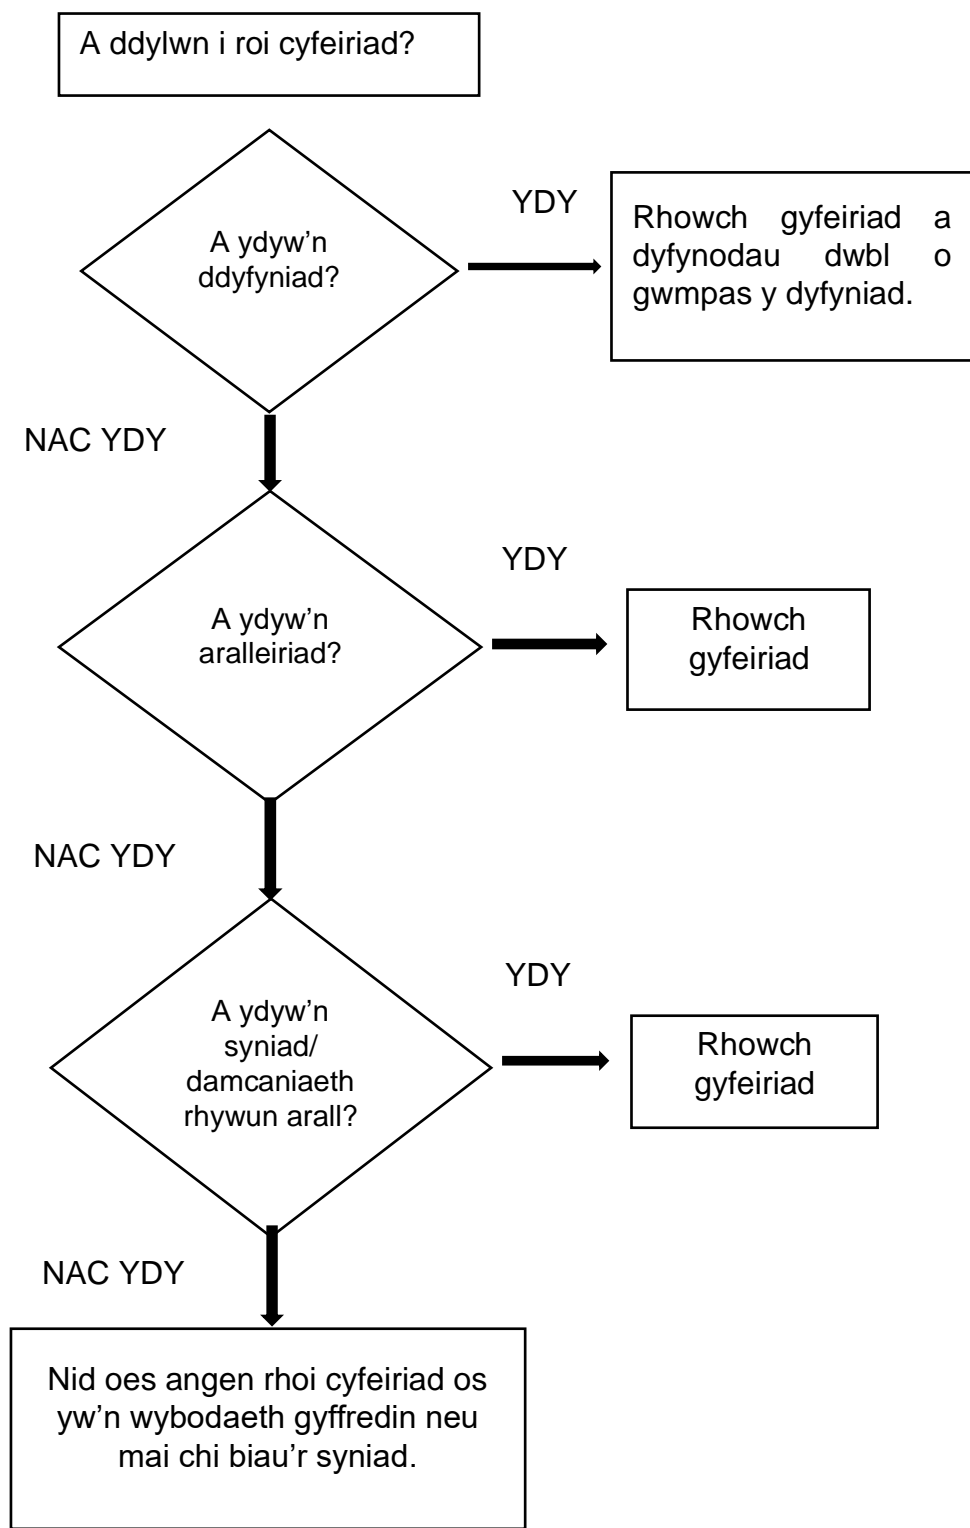 A ddylwn i roi cyfeiriad?
A ydyw’n
ddyfyniad?
YDY
Rhowch gyfeiriad a
dyfynodau dwbl o
gwmpas y dyfyniad.
NAC YDY
A ydyw’n
aralleiriad?
YDY
Rhowch
gyfeiriad
NAC YDY
A ydyw’n
syniad/
damcaniaeth
rhywun arall?
YDY
Rhowch
gyfeiriad
NAC YDY
Nid oes angen rhoi cyfeiriad os
yw’n wybodaeth gyffredin neu
mai chi biau’r syniad.